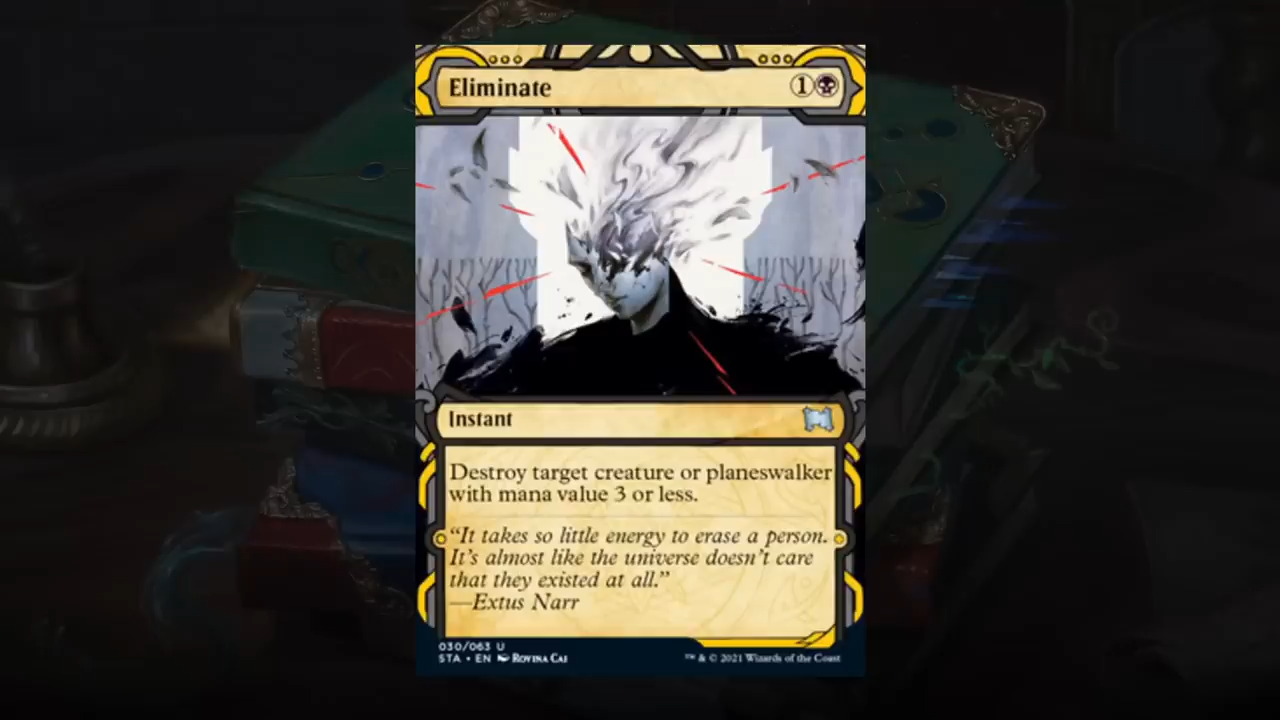 Eliminate 1
Instant
Destroy target creature or planeswalker
with mana value 3 or less.
“It takes so little energy to erase a person.
It’s almost like the universe doesn’t care
that they existed at all.”
—Extus Narr
030/063 U
STA • EN Rovina Cai ™ & © 2021 Wizards of the Coast